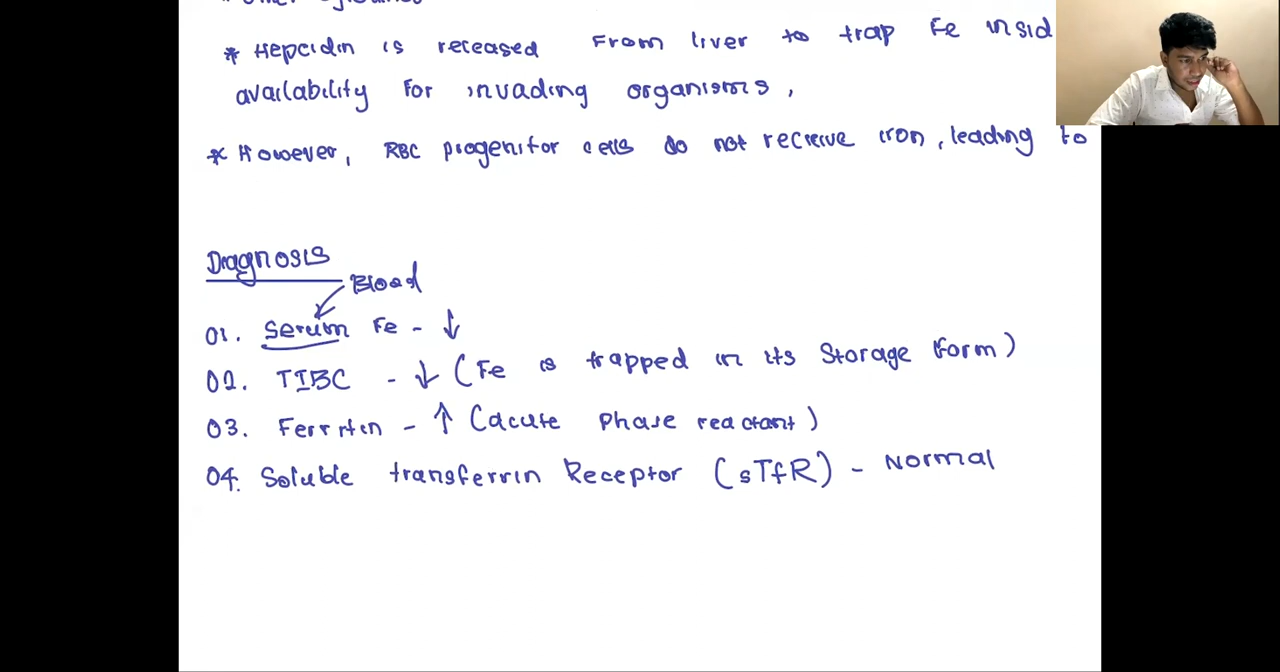 * Hepcidin is released From liver to trap Fe insid
availability For invading organisms,
* However, RBC progenitor cells do not recieve iron, leading to
Diagnosis
Blood
01. Serum Fe - ↓
02. TIBC - ↓ (Fe is trapped in its Storage Form)
03. Ferritin - ↑ (acute phase reactant)
04. Soluble transferrin Receptor (sTfR) - Normal